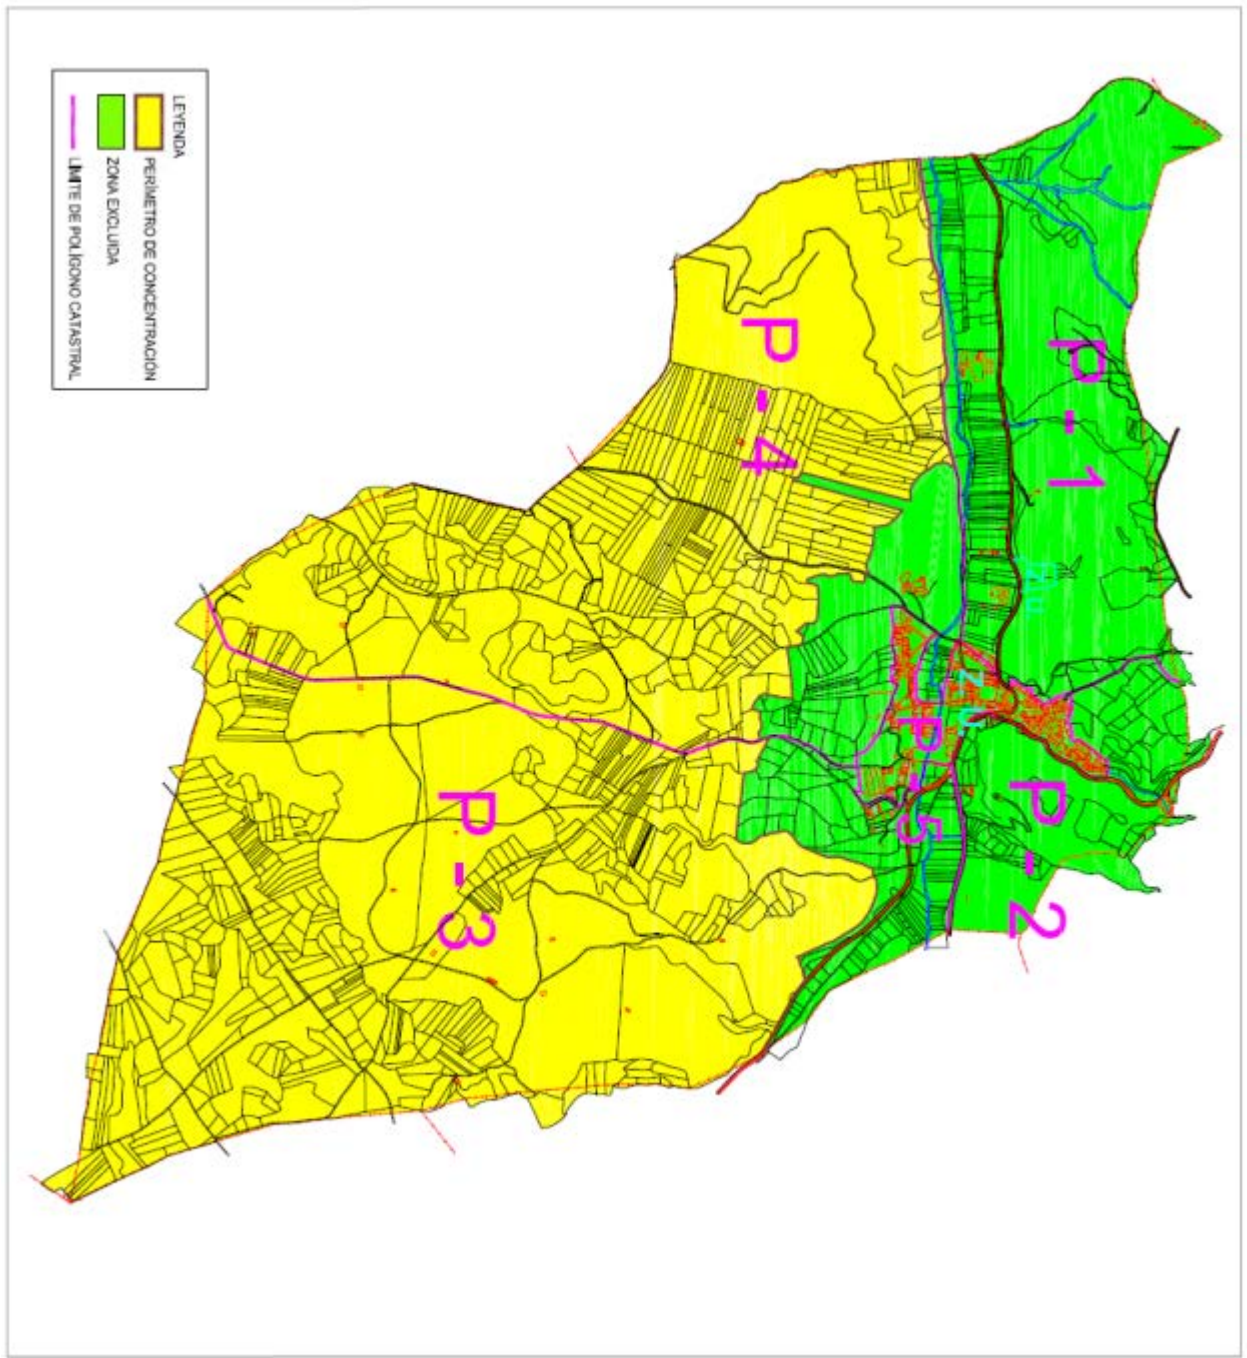 LEYENDA
PERÍMETRO DE CONCENTRACIÓN
ZONA EXCLUIDA
LÍMITE DE POLÍGONO CATASTRAL
P-1
P-2
P-4
P-5
P-3